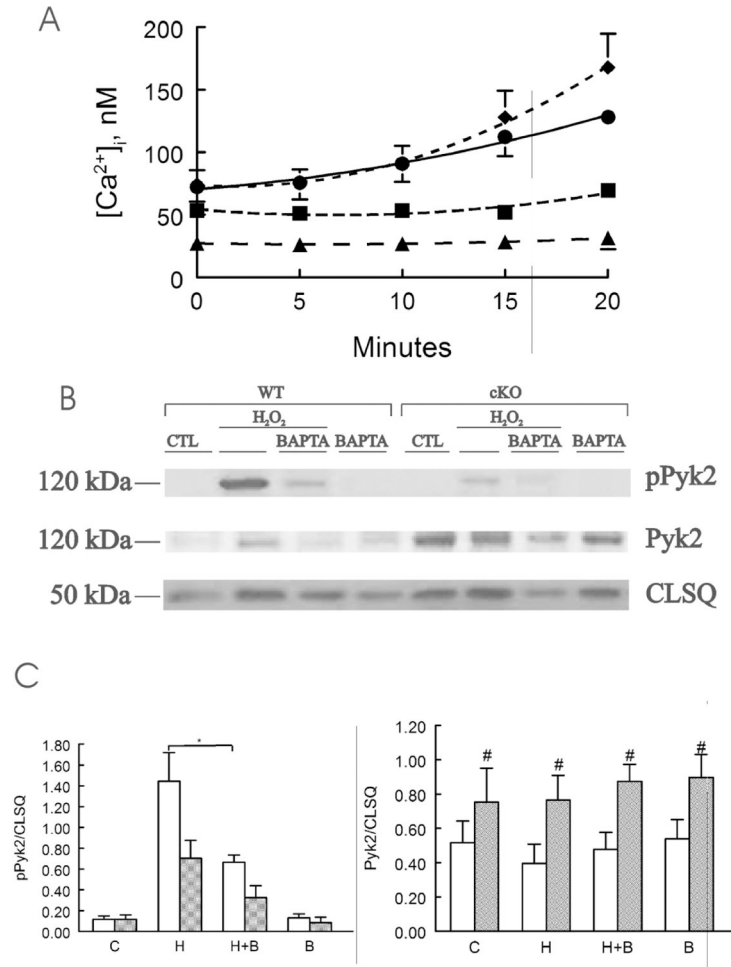 A
[Ca²⁺]ᵢ, nM
200
150
100
50
0
0 5 10 15 20
Minutes
B
WT cKO
H₂O₂ H₂O₂
CTL BAPTA BAPTA CTL BAPTA BAPTA
120 kDa pPyk2
120 kDa Pyk2
50 kDa CLSQ
C
pPyk2/CLSQ
1.80
1.60
1.40
1.20
1.00
0.80
0.60
0.40
0.20
0.00
*
C H H+B B
Pyk2/CLSQ
1.20
1.00
0.80
0.60
0.40
0.20
0.00
# # # #
C H H+B B